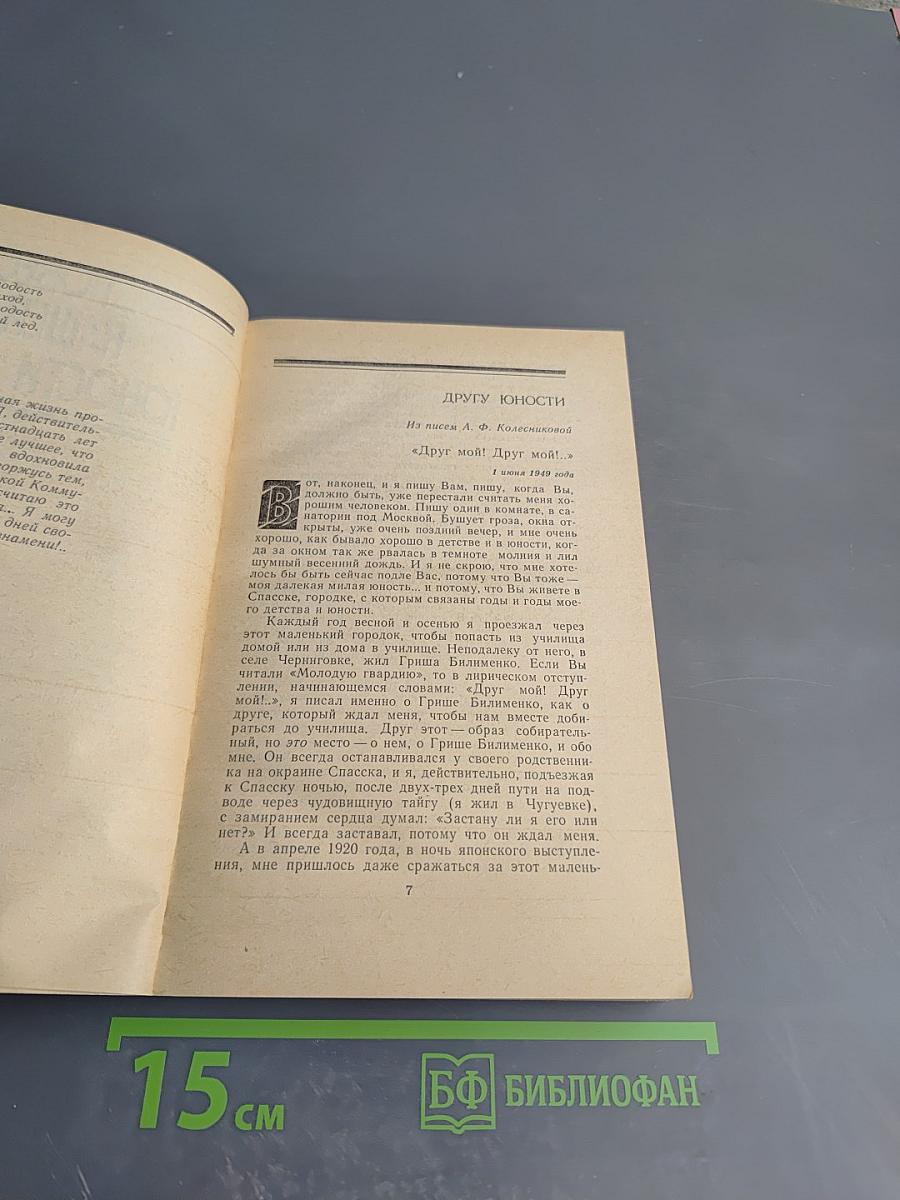 одость
ход,
одость
й лед.
ная жизнь про-
действитель-
стнадцать лет
е лучшее, что
вдохновила
горжусь тем,
ской Комму-
считаю это
... Я могу
дней сво-
знамени!..
ДРУГУ ЮНОСТИ
Из писем А. Ф. Колесниковой
«Друг мой! Друг мой!..»
1 июня 1949 года
Вот, наконец, и я пишу Вам, пишу, когда Вы,
должно быть, уже перестали считать меня хо-
рошим человеком. Пишу один в комнате, в са-
натории под Москвой. Бушует гроза, окна от-
крыты, уже очень поздний вечер, и мне очень
хорошо, как бывало хорошо в детстве и в юности, ког-
да за окном так же рвалась в темноте молния и лил
шумный весенний дождь. И я не скрою, что мне хоте-
лось бы быть сейчас подле Вас, потому что Вы тоже —
моя далекая милая юность... и потому, что Вы живете в
Спасске, городке, с которым связаны годы и годы мое-
го детства и юности.
Каждый год весной и осенью я проезжал через
этот маленький городок, чтобы попасть из училища
домой или из дома в училище. Неподалеку от него, в
селе Черниговке, жил Гриша Билименко. Если Вы
читали «Молодую гвардию», то в лирическом отступ-
лении, начинающемся словами: «Друг мой! Друг
мой!..», я писал именно о Грише Билименко, как о
друге, который ждал меня, чтобы нам вместе доби-
раться до училища. Друг этот — образ собиратель-
ный, но это место — о нем, о Грише Билименко, и обо
мне. Он всегда останавливался у своего родственни-
ка на окраине Спасска, и я, действительно, подъезжая
к Спасску ночью, после двух-трех дней пути на под-
воде через чудовищную тайгу (я жил в Чугуевке),
с замиранием сердца думал: «Застану ли я его или
нет?» И всегда заставал, потому что он ждал меня.
А в апреле 1920 года, в ночь японского выступле-
ния, мне пришлось даже сражаться за этот малень-
7
15 см
БФ БИБЛИОФАН